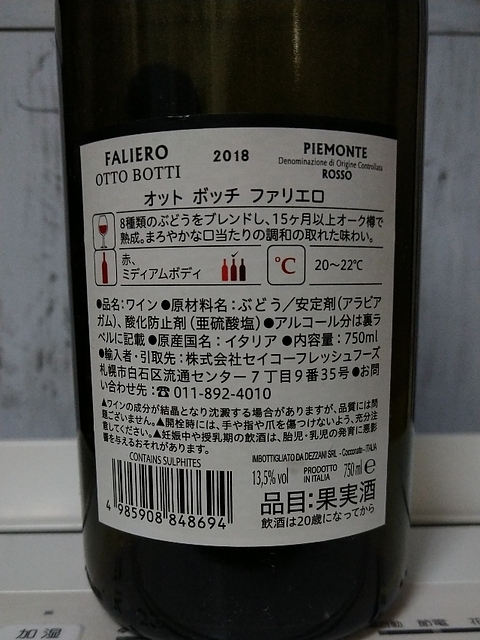 FALIERO
OTTO BOTTI
2018
PIEMONTE
Denominazione di Origine Controllata
ROSSO
オット ボッチ ファリエロ
8種類のぶどうをブレンドし、15ヶ月以上オーク樽で
熟成。まろやかな口当たりの調和の取れた味わい。
赤、
ミディアムボディ
℃
20~22℃
●品名:ワイン ●原材料名:ぶどう/安定剤(アラビア
ガム)、酸化防止剤(亜硫酸塩)●アルコール分は裏ラ
ベルに記載 ●原産国名:イタリア ●内容量:750ml
●輸入者・引取先:株式会社セイコーフレッシュフーズ
札幌市白石区流通センター7丁目9番35号 ●お問
い合わせ先:☎ 011-892-4010
▲ワインの成分が結晶となり沈澱する場合がありますが、品質には問
題ございません。▲開栓時には、手や指や爪を傷つけないよう、充分注
意してください。▲妊娠中や授乳期の飲酒は、胎児・乳児の発育に悪影
響を与えるおそれがあります。
CONTAINS SULPHITES
IMBOTTIGLIATO DA DEZZANI SRL - Cocconato - ITALIA
13,5% vol
PRODOTTO
IN ITALIA
750 ml ℮
4 985908 848694
品目:果実酒
飲酒は20歳になってから
加湿
節電